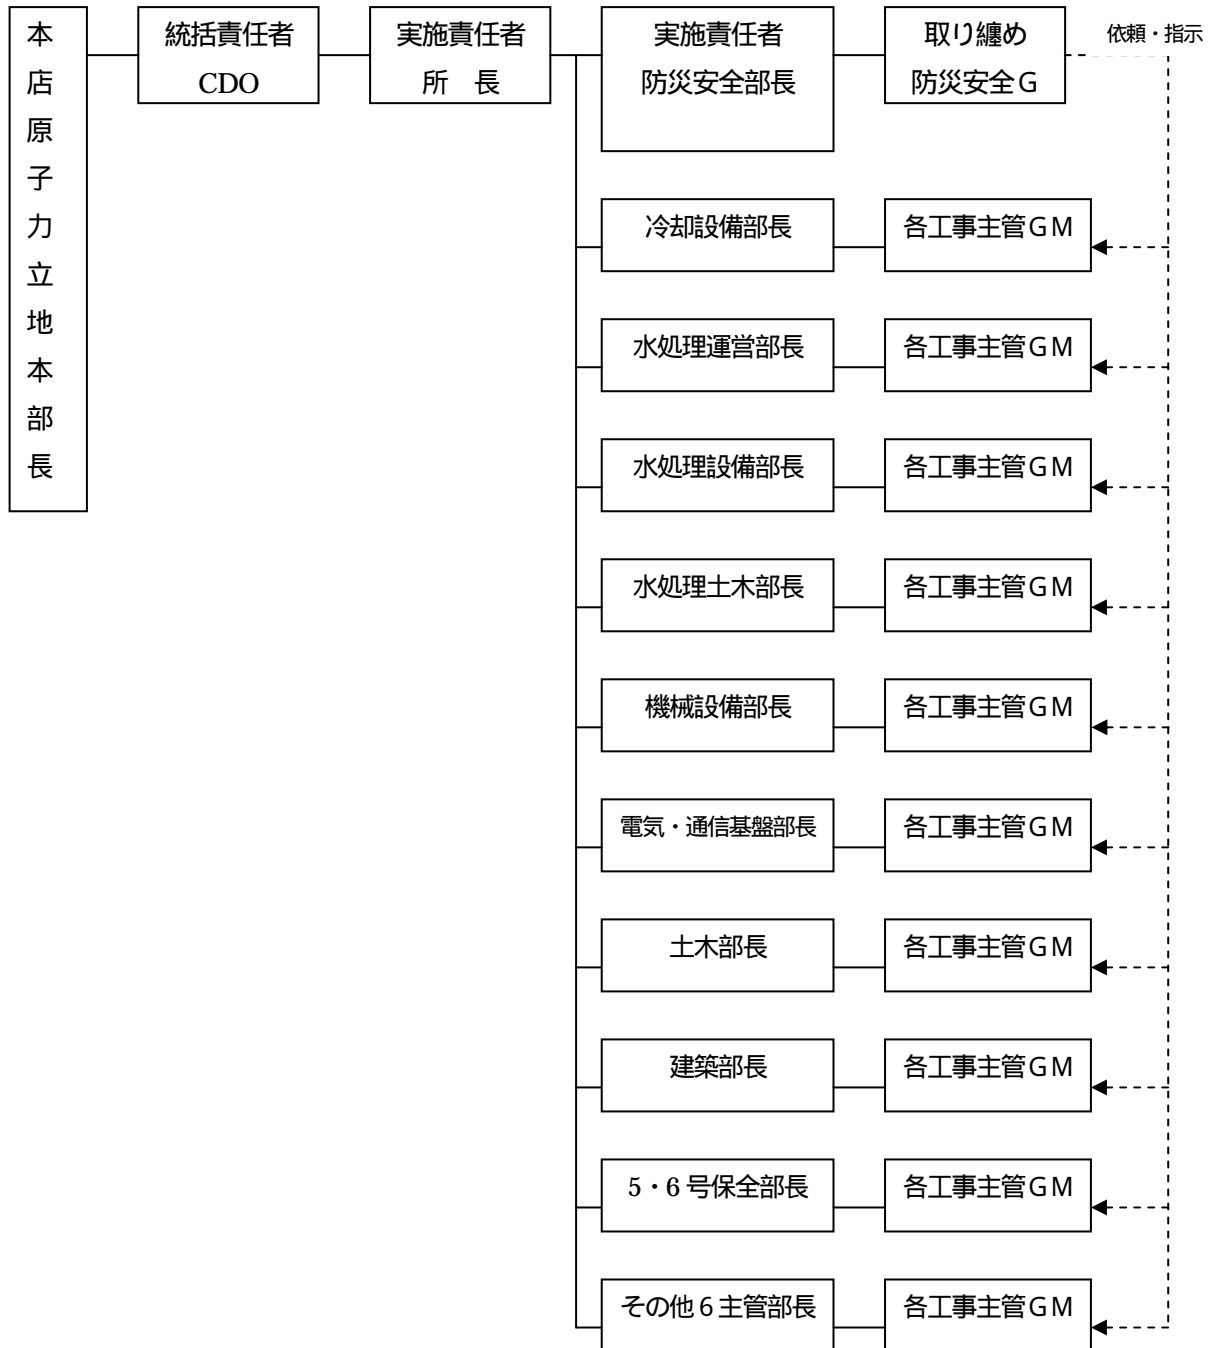 本店原子力立地本部長
統括責任者
CDO
実施責任者
所　長
実施責任者
防災安全部長
取り纏め
防災安全G
依頼・指示
冷却設備部長
各工事主管GM
水処理運営部長
各工事主管GM
水処理設備部長
各工事主管GM
水処理土木部長
各工事主管GM
機械設備部長
各工事主管GM
電気・通信基盤部長
各工事主管GM
土木部長
各工事主管GM
建築部長
各工事主管GM
5・6号保全部長
各工事主管GM
その他6主管部長
各工事主管GM